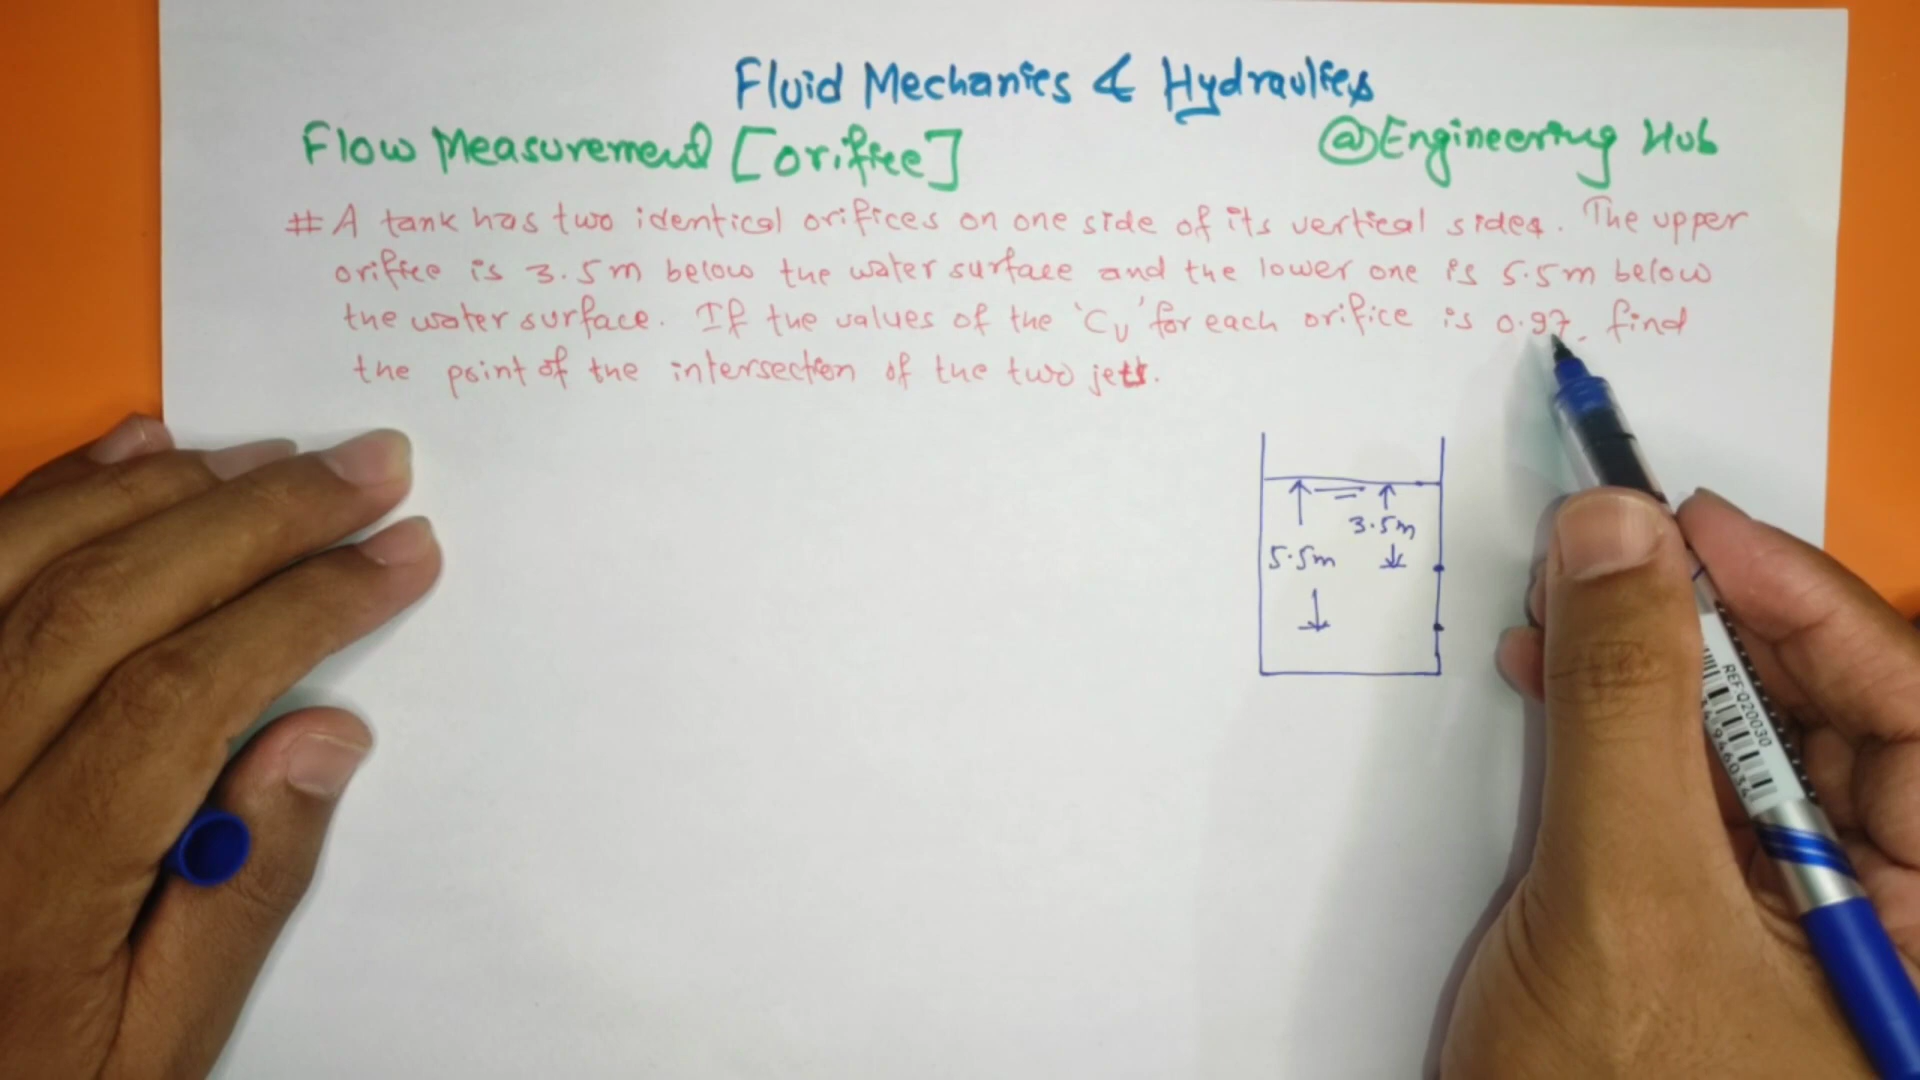 Fluid Mechanics & Hydraulics
Flow Measurement [orifice]
@Engineering Hub
# A tank has two identical orifices on one side of its vertical sides. The upper
orifice is 3.5m below the water surface and the lower one is 5.5m below
the water surface. If the values of the 'Cv' for each orifice is 0.97, find
the point of the intersection of the two jets.
3.5m
5.5m
REF:Q20030